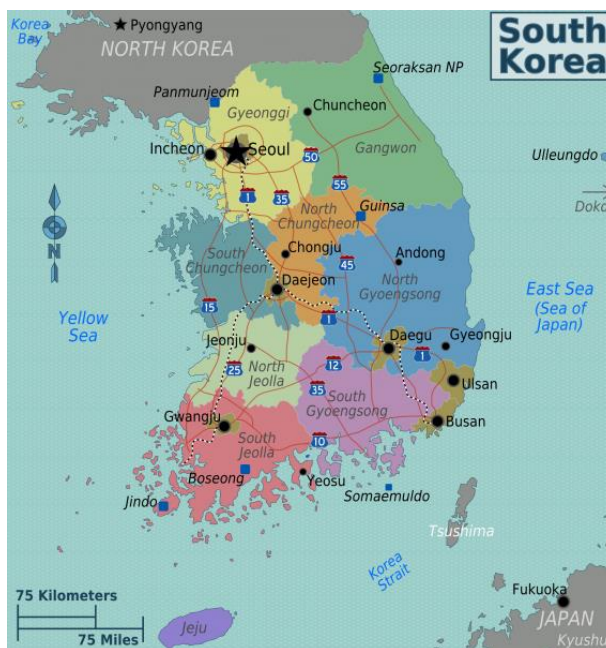 Korea
Bay
Pyongyang
NORTH KOREA
South
Korea
Seoraksan NP
Panmunjeom
Gyeonggi
Chuncheon
Incheon
Seoul
50
Gangwon
Ulleungdo
55
1
35
North
Chungcheon
Guinsa
N
South
Chungcheon
Chongju
Andong
45
Daejeon
North
Gyoengsong
East Sea
(Sea of
Japan)
15
Yellow
Sea
1
Jeonju
Daegu
Gyeongju
1
25
North
Jeolla
12
35
South
Gyoengsong
Ulsan
Gwangju
Busan
South
Jeolla
10
Boseong
Yeosu
Jindo
Somaemuldo
Tsushima
Korea
Strait
75 Kilometers
75 Miles
Jeju
Fukuoka
JAPAN
Kyushu